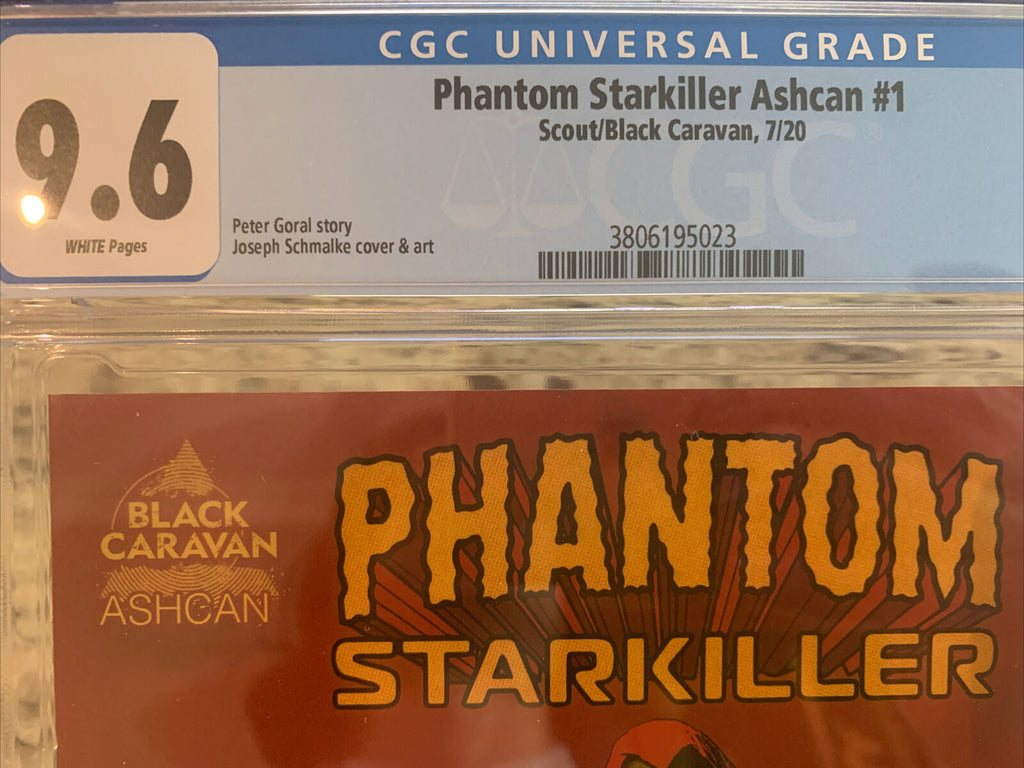 CGC UNIVERSAL GRADE
9.6
WHITE Pages
Phantom Starkiller Ashcan #1
Scout/Black Caravan, 7/20
CGC
®
Peter Goral story
Joseph Schmalke cover & art
3806195023
BLACK
CARAVAN
ASHCAN
PHANTOM
STARKILLER